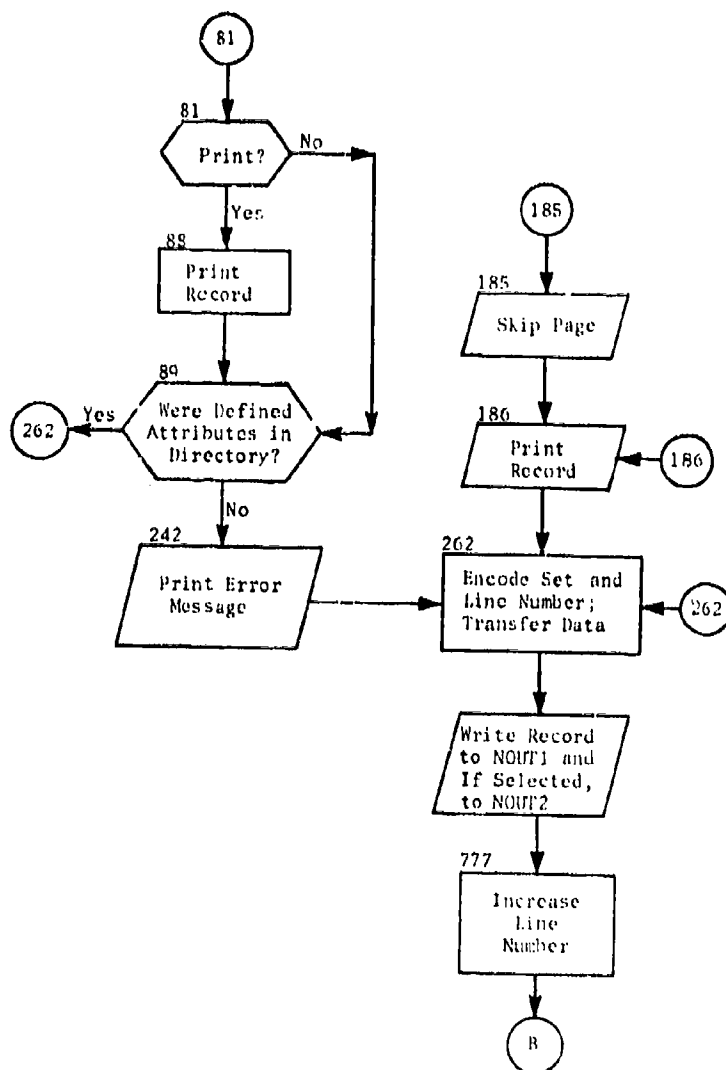 81
81
Print?
No
Yes
88
Print
Record
89
Were Defined
Attributes in
Directory?
Yes
262
No
242
Print Error
Message
185
185
Skip Page
186
Print
Record
186
262
Encode Set and
Line Number;
Transfer Data
262
Write Record
to NOUT1 and
If Selected,
to NOUT2
777
Increase
Line
Number
B